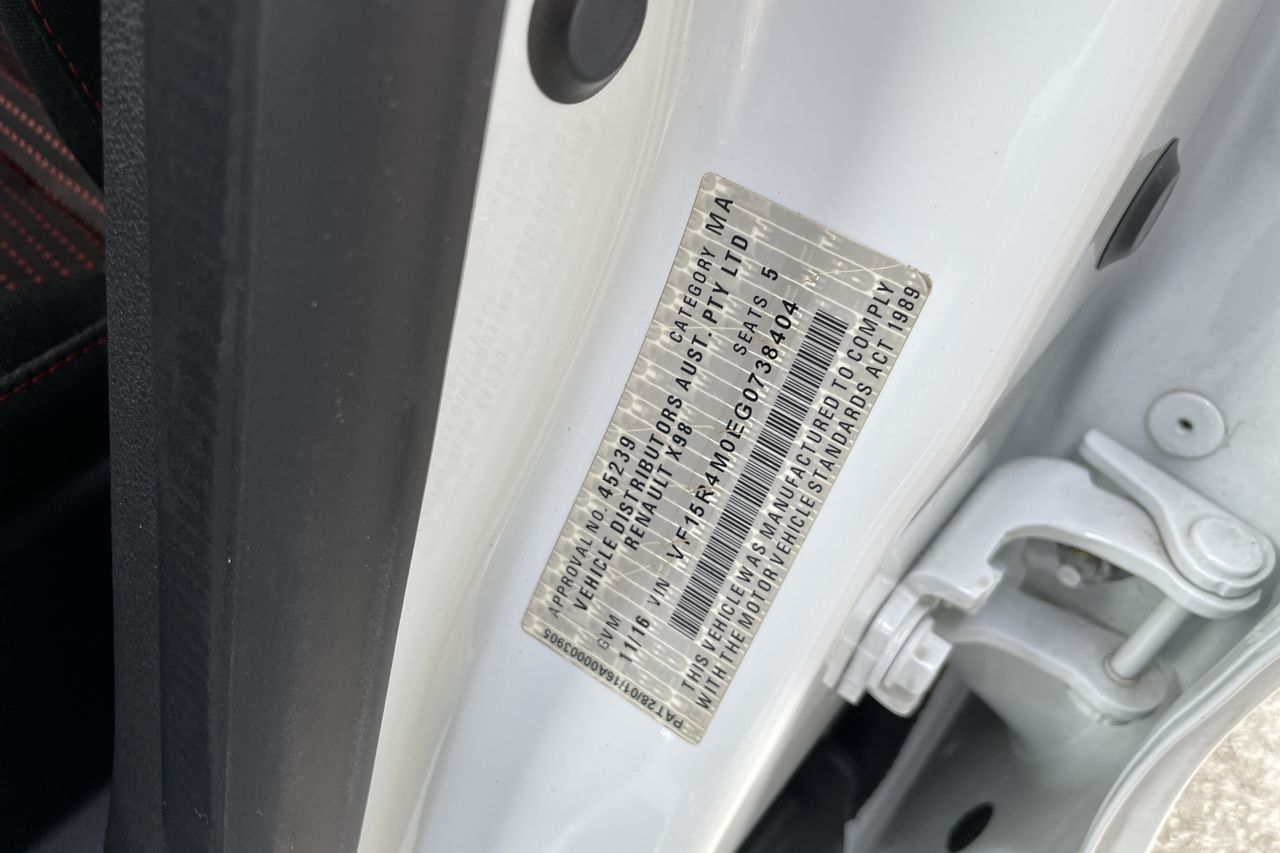 APPROVAL NO. 45239 CATEGORY MA
VEHICLE DISTRIBUTORS AUST. PTY LTD
RENAULT X98
GVM SEATS 5
11/16 VIN VF15R4M0EG0738404
THIS VEHICLE WAS MANUFACTURED TO COMPLY
WITH THE MOTOR VEHICLE STANDARDS ACT 1989
PAT28/01/16A00003905